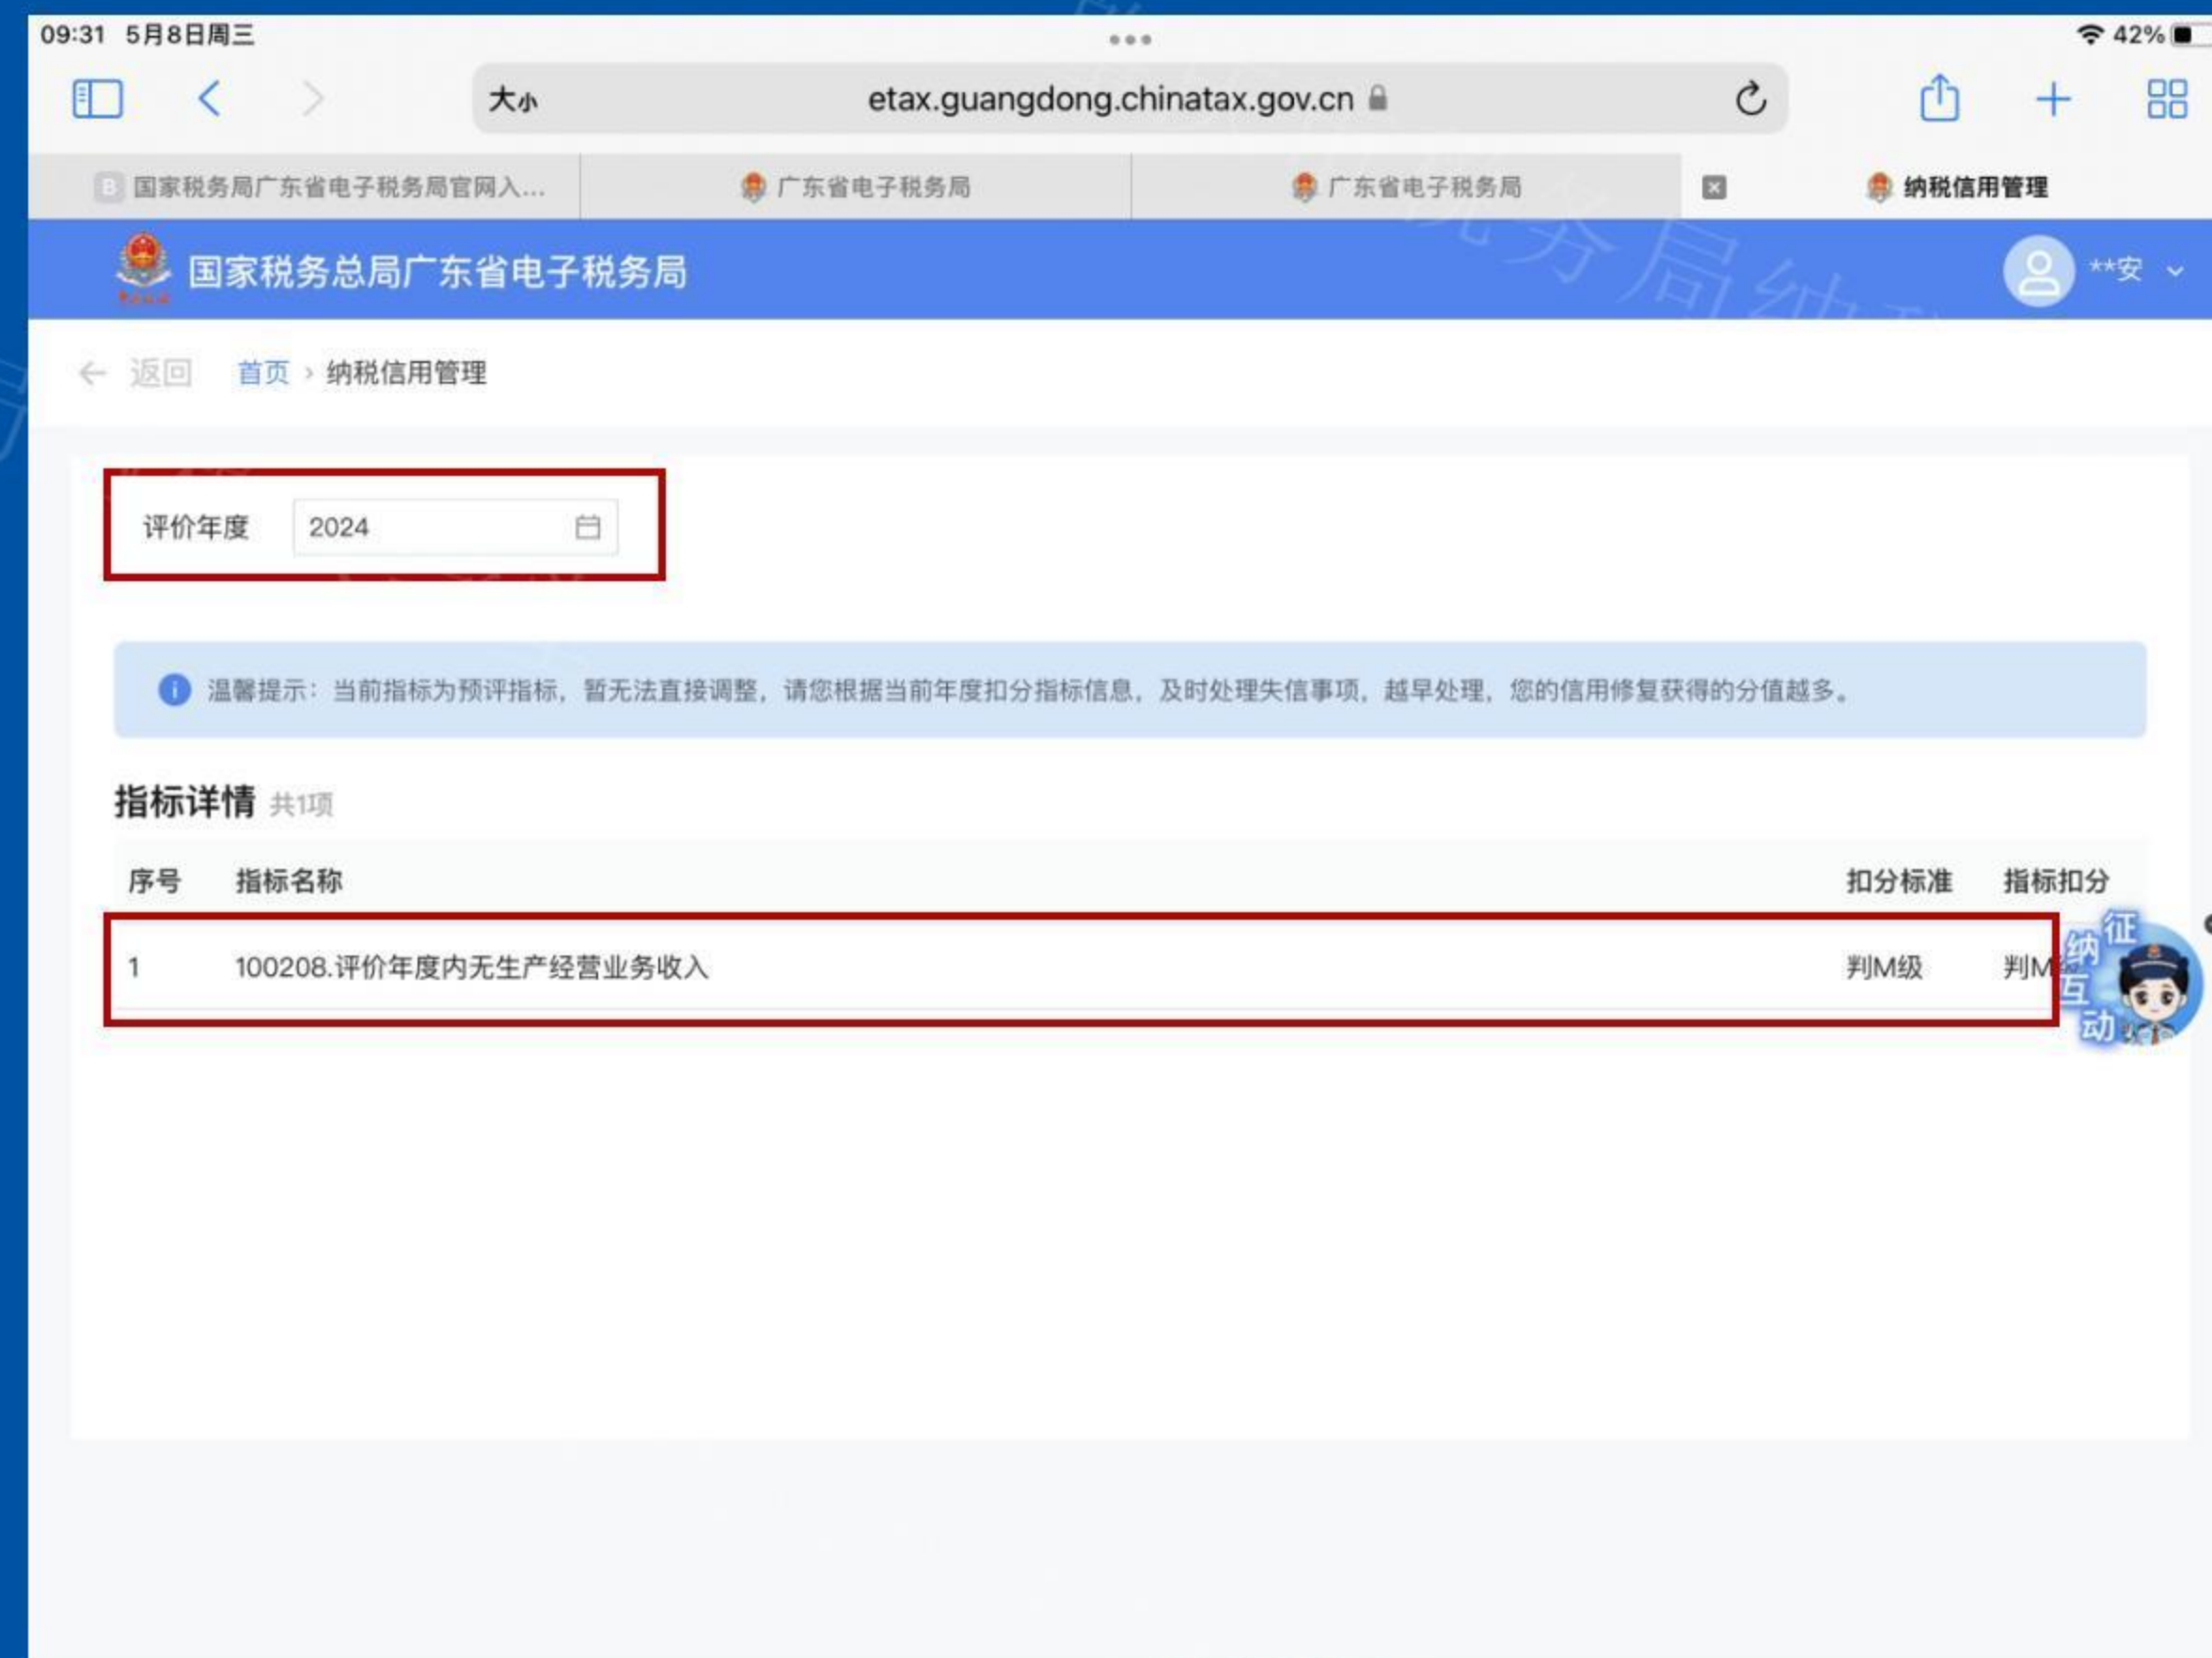 09:31 5月8日周三
42%
大小 etax.guangdong.chinatax.gov.cn
国家税务局广东省电子税务局官网入... 广东省电子税务局 广东省电子税务局 纳税信用管理
国家税务总局广东省电子税务局 **安
返回 首页 > 纳税信用管理
评价年度 2024
温馨提示：当前指标为预评指标，暂无法直接调整，请您根据当前年度扣分指标信息，及时处理失信事项，越早处理，您的信用修复获得的分值越多。
指标详情 共1项
序号 指标名称 扣分标准 指标扣分
1 100208.评价年度内无生产经营业务收入 判M级 判M
征纳互动